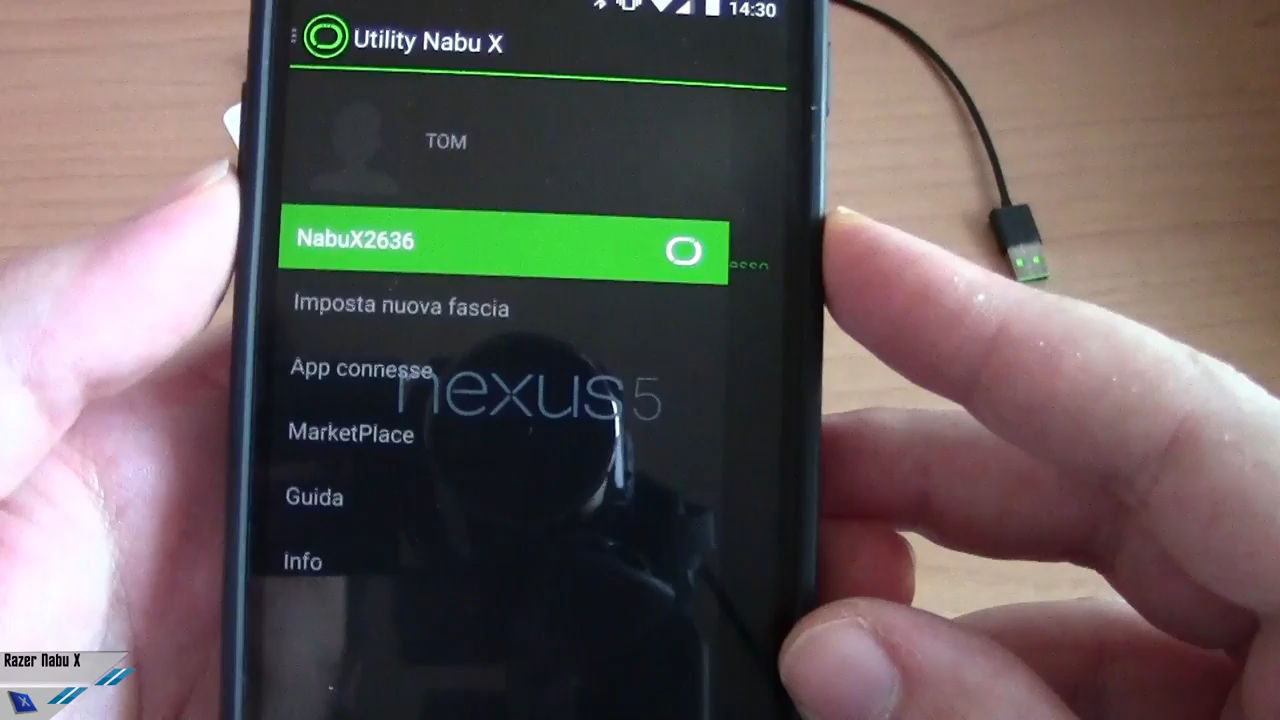 14:30
Utility Nabu X
TOM
NabuX2636
Imposta nuova fascia
App connesse
nexus 5
MarketPlace
Guida
Info
Razer Nabu X
X